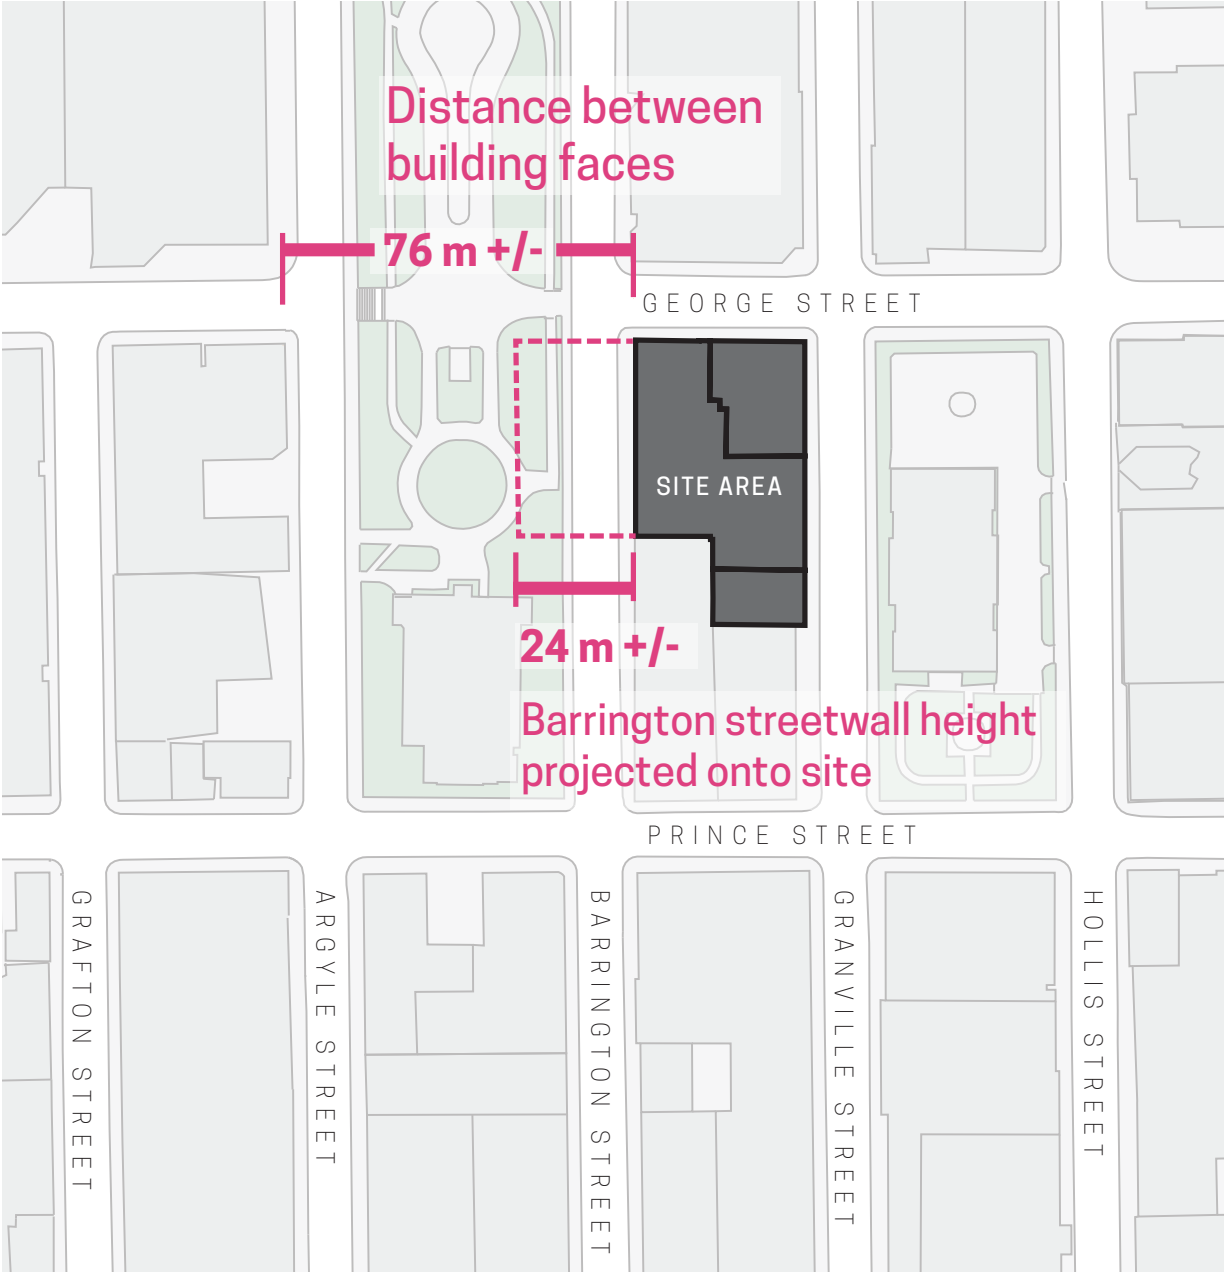 Distance between
building faces
76 m +/-
GEORGE STREET
SITE AREA
24 m +/-
Barrington streetwall height
projected onto site
PRINCE STREET
GRAFTON STREET
ARGYLE STREET
BARRINGTON STREET
GRANVILLE STREET
HOLLIS STREET